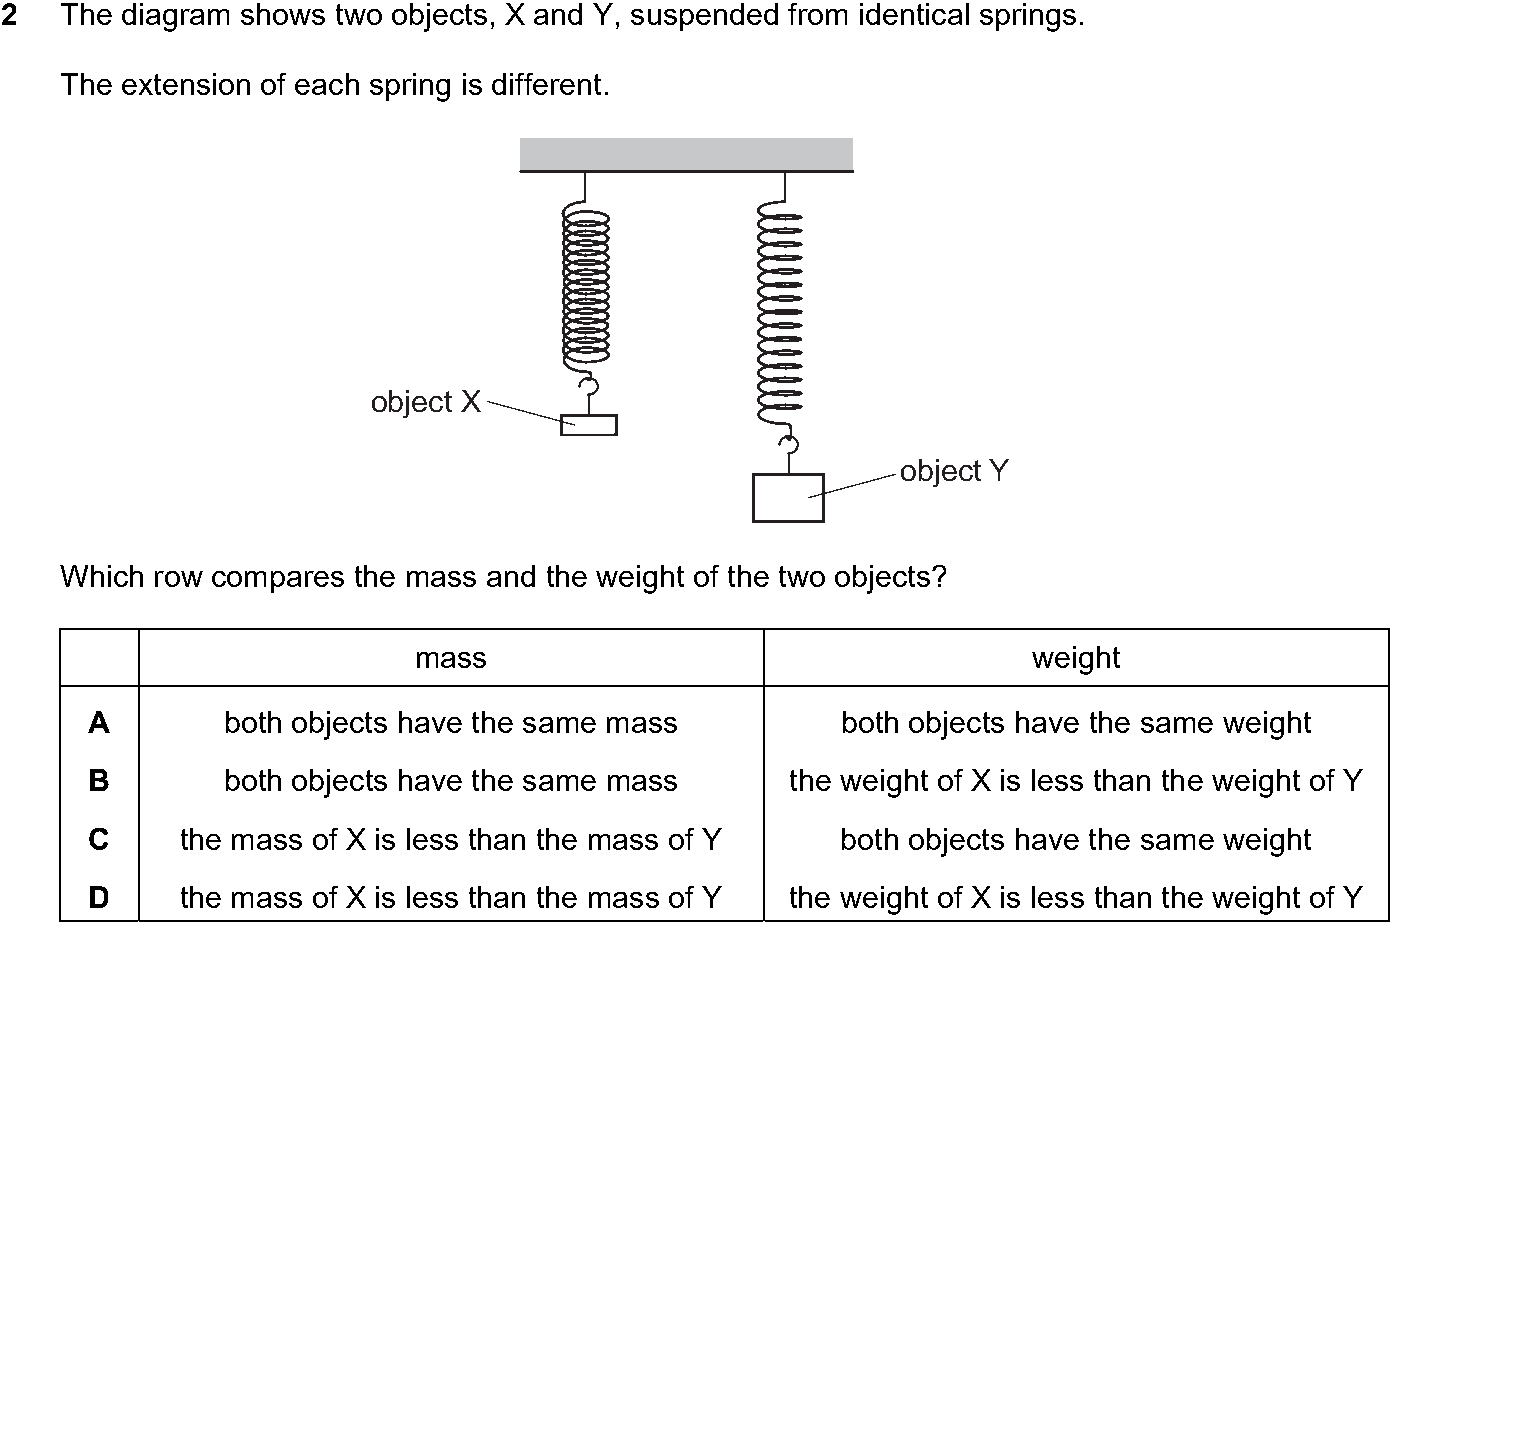 2 The diagram shows two objects, X and Y, suspended from identical springs.
The extension of each spring is different.
object X
object Y
Which row compares the mass and the weight of the two objects?
mass weight
A both objects have the same mass both objects have the same weight
B both objects have the same mass the weight of X is less than the weight of Y
C the mass of X is less than the mass of Y both objects have the same weight
D the mass of X is less than the mass of Y the weight of X is less than the weight of Y